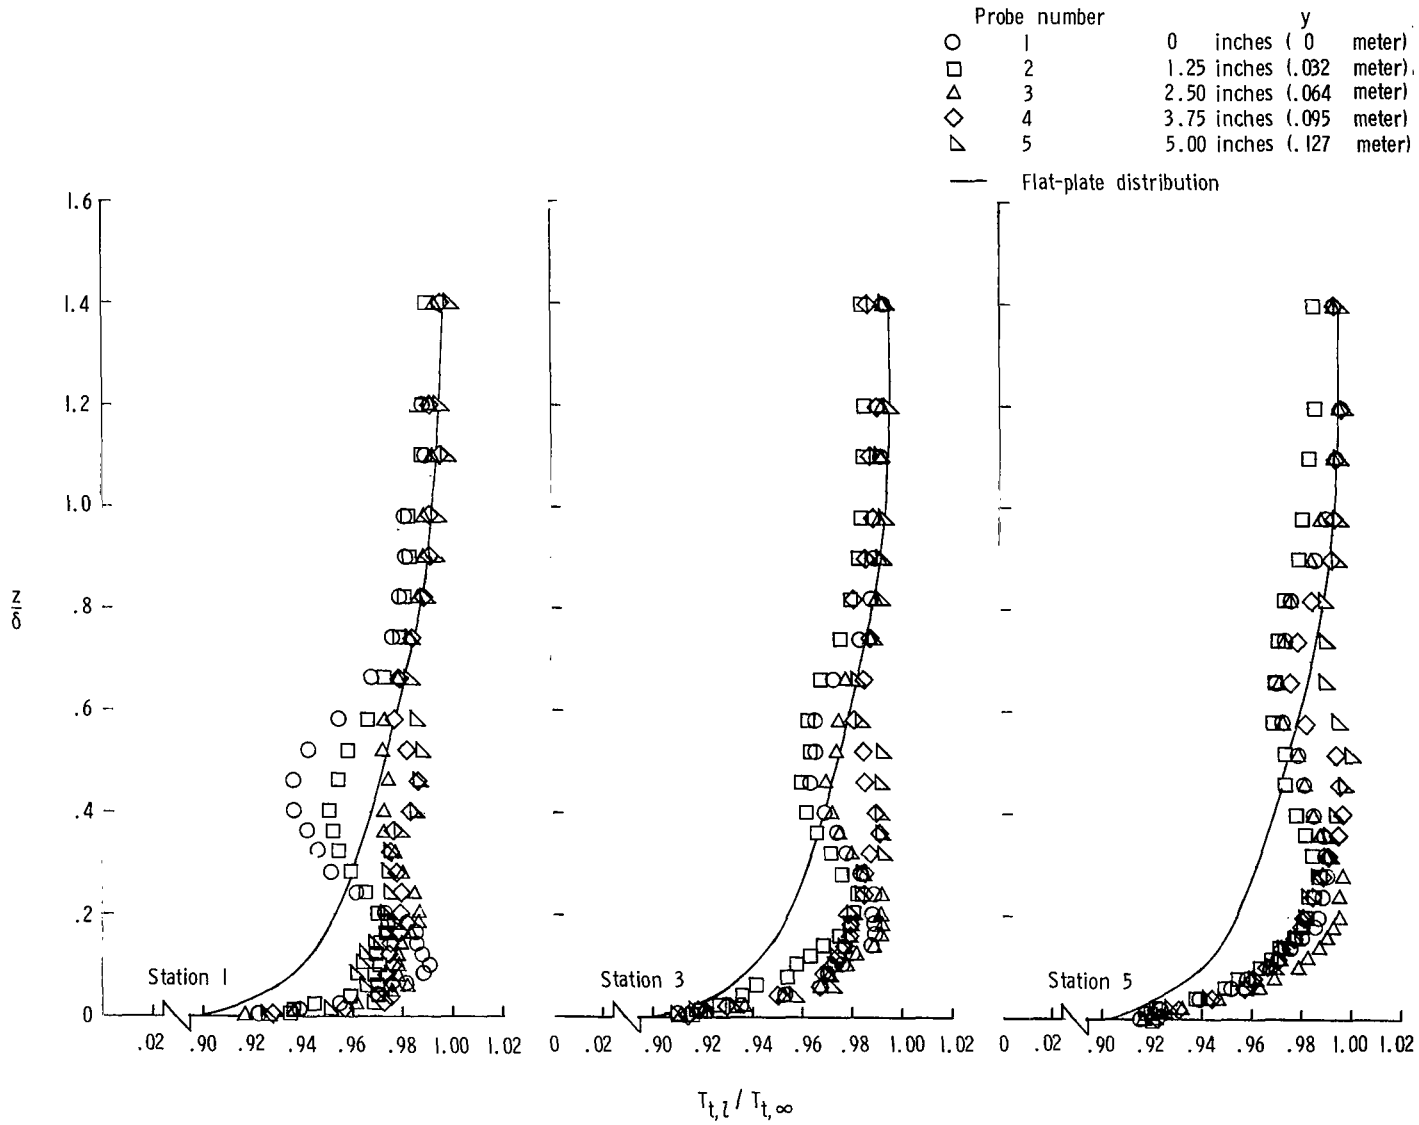 Probe number y
1 0 inches ( 0 meter)
2 1.25 inches (.032 meter)
3 2.50 inches (.064 meter)
4 3.75 inches (.095 meter)
5 5.00 inches (.127 meter)
Flat-plate distribution
1.6
1.4
1.2
1.0
.8
.6
.4
.2
0
z/δ
Station 1
Station 3
Station 5
.02 .90 .92 .94 .96 .98 1.00 1.02
0 .02 .90 .92 .94 .96 .98 1.00 1.02
0 .02 .90 .92 .94 .96 .98 1.00 1.02
T_{t,l} / T_{t,∞}